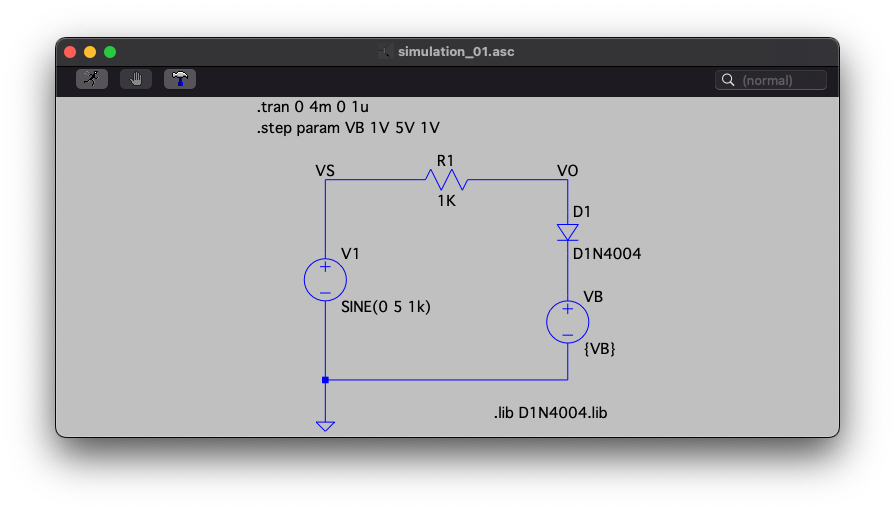 simulation_01.asc
(normal)
.tran 0 4m 0 1u
.step param VB 1V 5V 1V
R1
VS
VO
1K
D1
V1
D1N4004
VB
SINE(0 5 1k)
{VB}
.lib D1N4004.lib